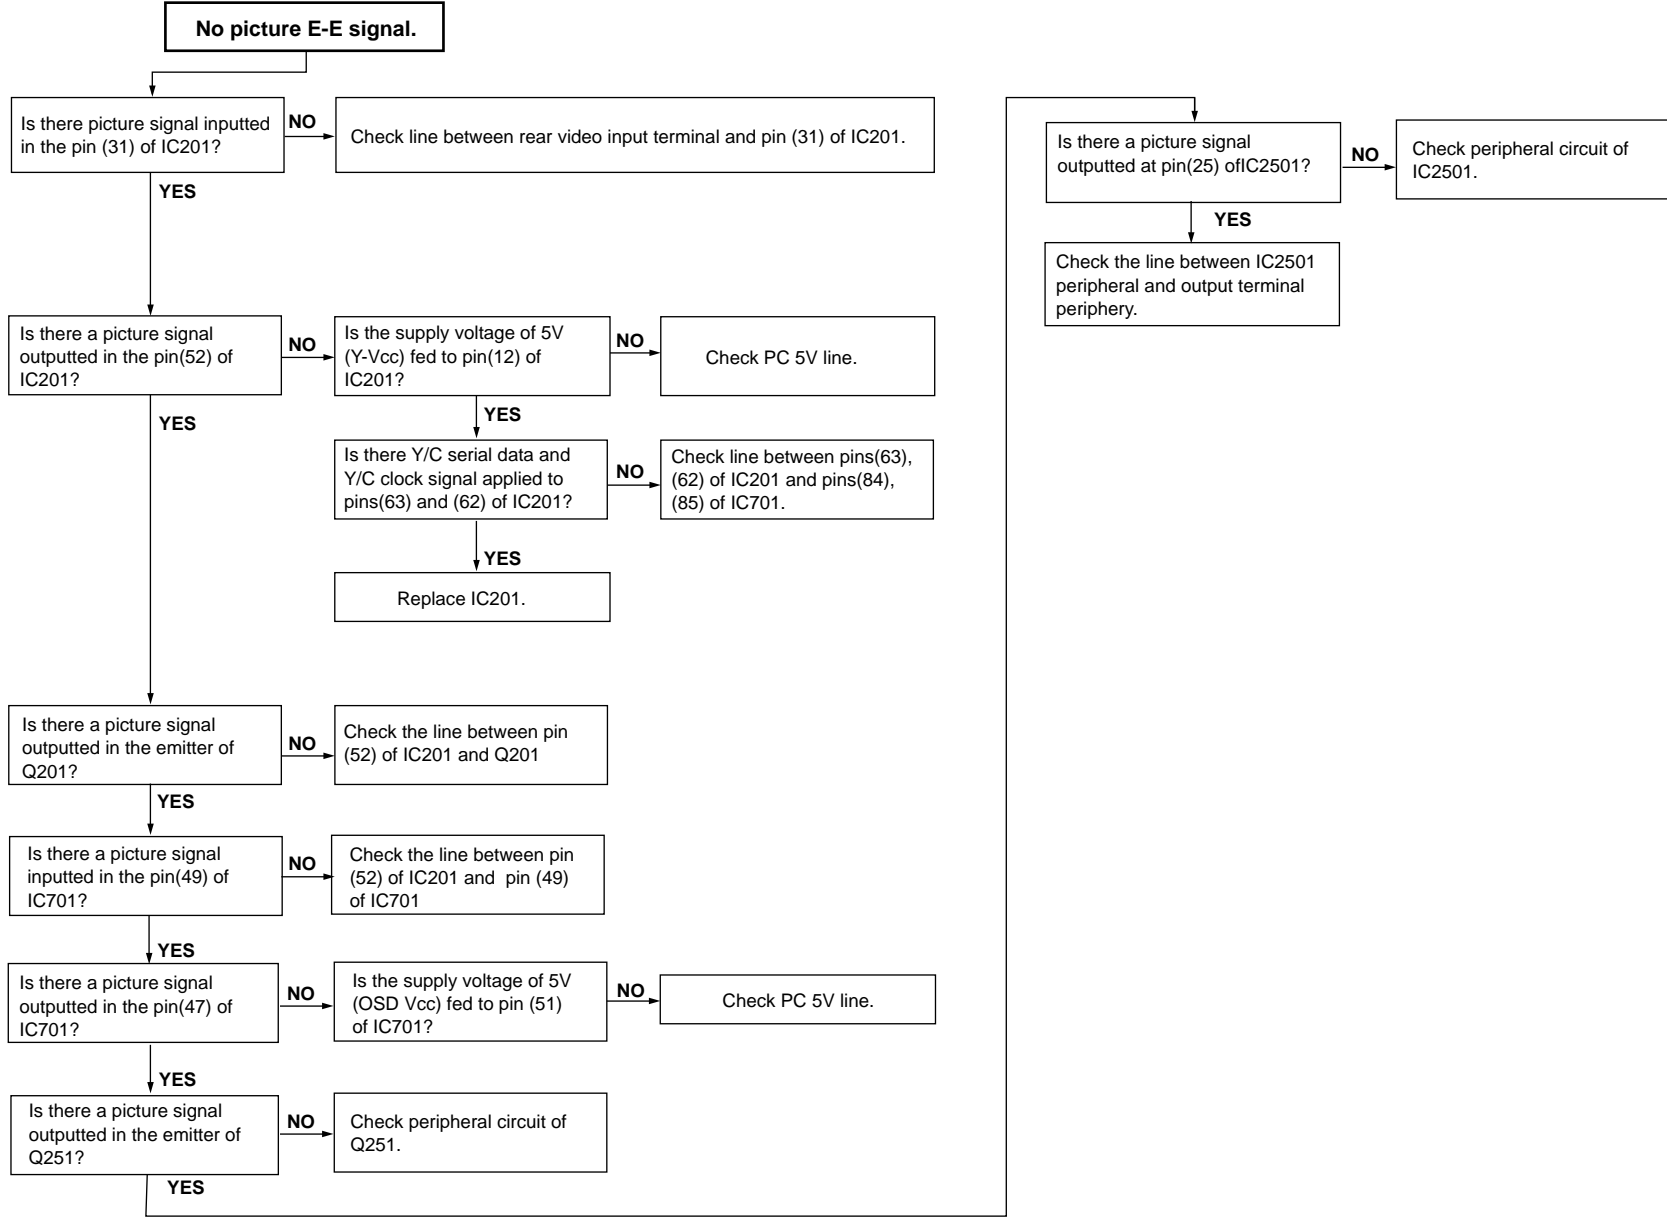 No picture E-E signal.
Is there picture signal inputted
in the pin (31) of IC201?
NO
Check line between rear video input terminal and pin (31) of IC201.
YES
Is there a picture signal
outputted in the pin(52) of
IC201?
NO
Is the supply voltage of 5V
(Y-Vcc) fed to pin(12) of
IC201?
NO
Check PC 5V line.
YES
YES
Is there Y/C serial data and
Y/C clock signal applied to
pins(63) and (62) of IC201?
NO
Check line between pins(63),
(62) of IC201 and pins(84),
(85) of IC701.
YES
Replace IC201.
Is there a picture signal
outputted in the emitter of
Q201?
NO
Check the line between pin
(52) of IC201 and Q201
YES
Is there a picture signal
inputted in the pin(49) of
IC701?
NO
Check the line between pin
(52) of IC201 and  pin (49)
of IC701
YES
Is there a picture signal
outputted in the pin(47) of
IC701?
NO
Is the supply voltage of 5V
(OSD Vcc) fed to pin (51)
of IC701?
NO
Check PC 5V line.
YES
Is there a picture signal
outputted in the emitter of
Q251?
NO
Check peripheral circuit of
Q251.
YES
Is there a picture signal
outputted at pin(25) ofIC2501?
NO
Check peripheral circuit of
IC2501.
YES
Check the line between IC2501
peripheral and output terminal
periphery.